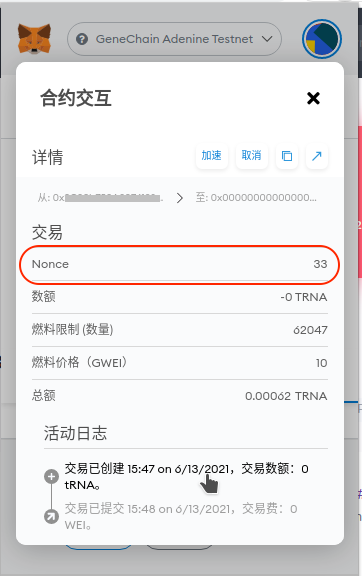 GeneChain Adenine Testnet
合约交互
详情
加速
取消
从: 0x
至: 0x00000000000000...
交易
Nonce 33
数额 -0 TRNA
燃料限制 (数量) 62047
燃料价格（GWEI） 10
总额 0.00062 TRNA
活动日志
交易已创建 15:47 on 6/13/2021，交易数额：0
tRNA。
交易已提交 15:48 on 6/13/2021，交易费：0
WEI。